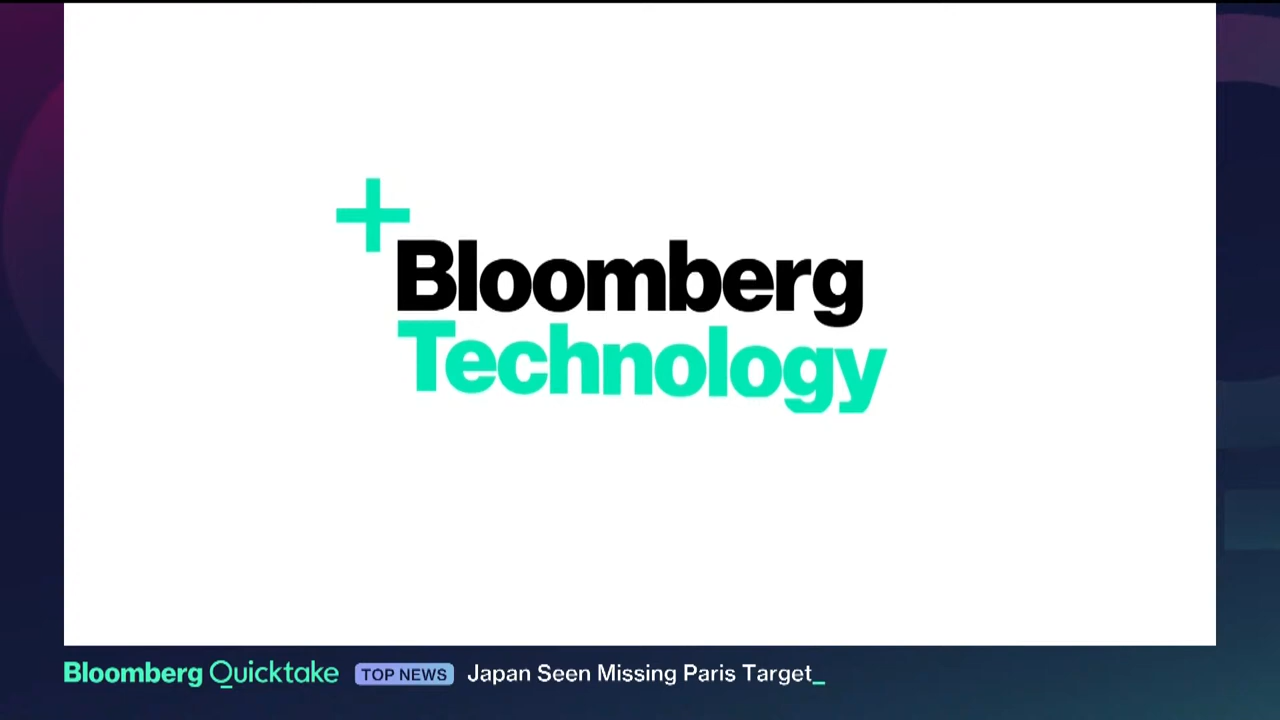 +
Bloomberg
Technology
Bloomberg Quicktake TOP NEWS Japan Seen Missing Paris Target_